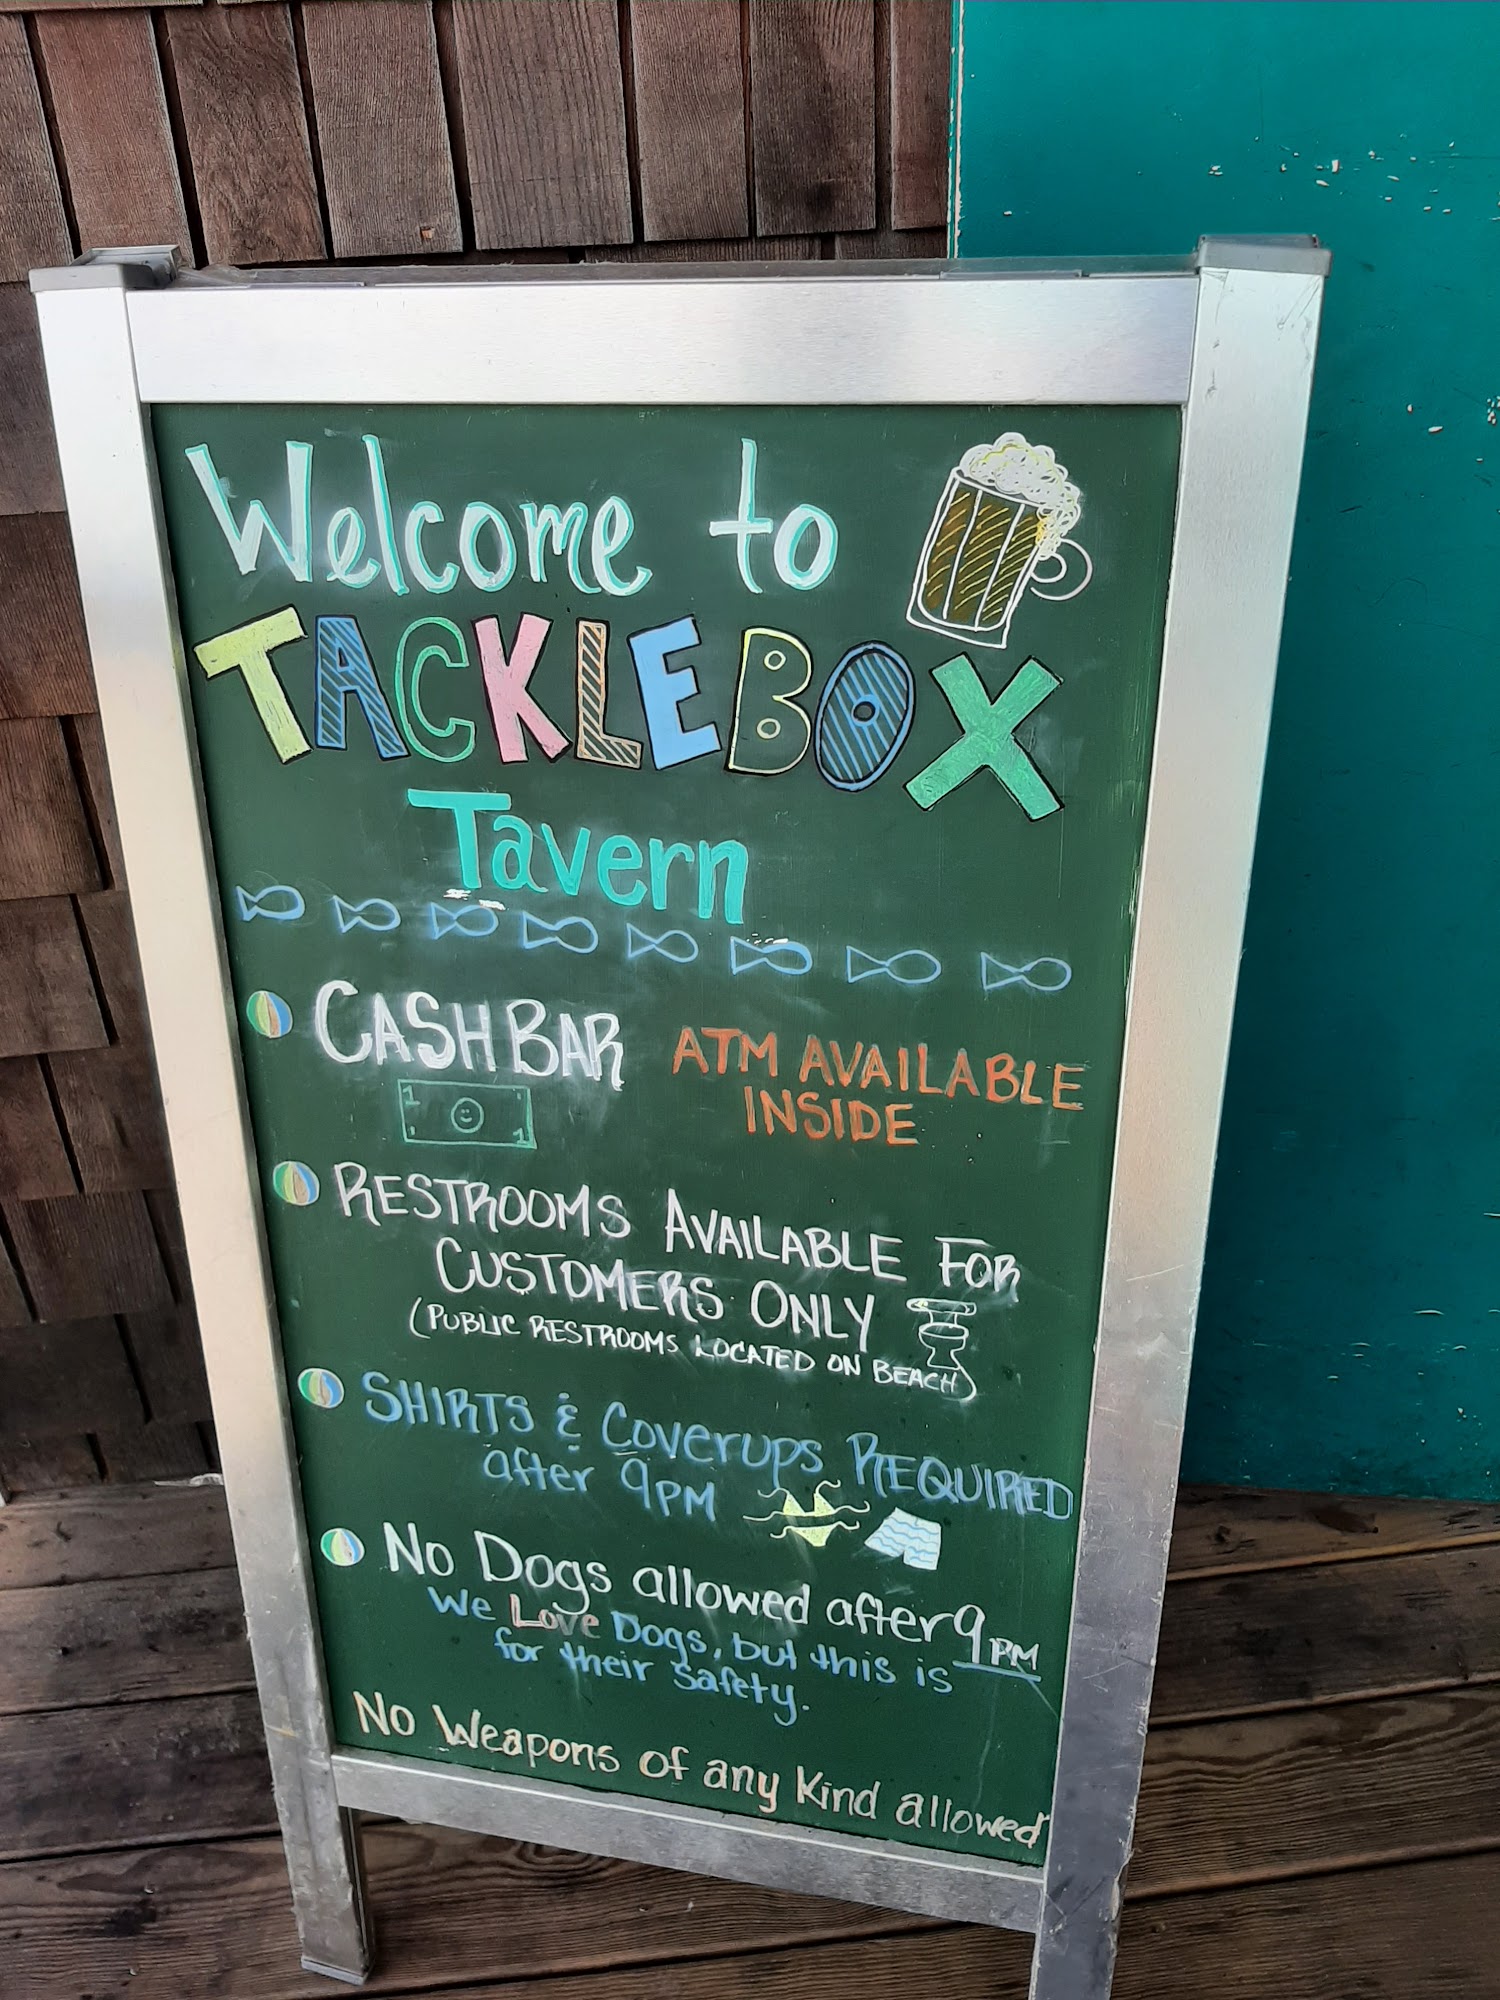 Welcome to
TACKLEBOX
Tavern
CASH BAR
ATM AVAILABLE
INSIDE
1
1
RESTROOMS AVAILABLE FOR
CUSTOMERS ONLY
(PUBLIC RESTROOMS LOCATED ON BEACH)
SHIRTS & Coverups REQUIRED
after 9PM
No Dogs allowed after 9PM
We Love Dogs, but this is
for their safety.
No Weapons of any Kind allowed